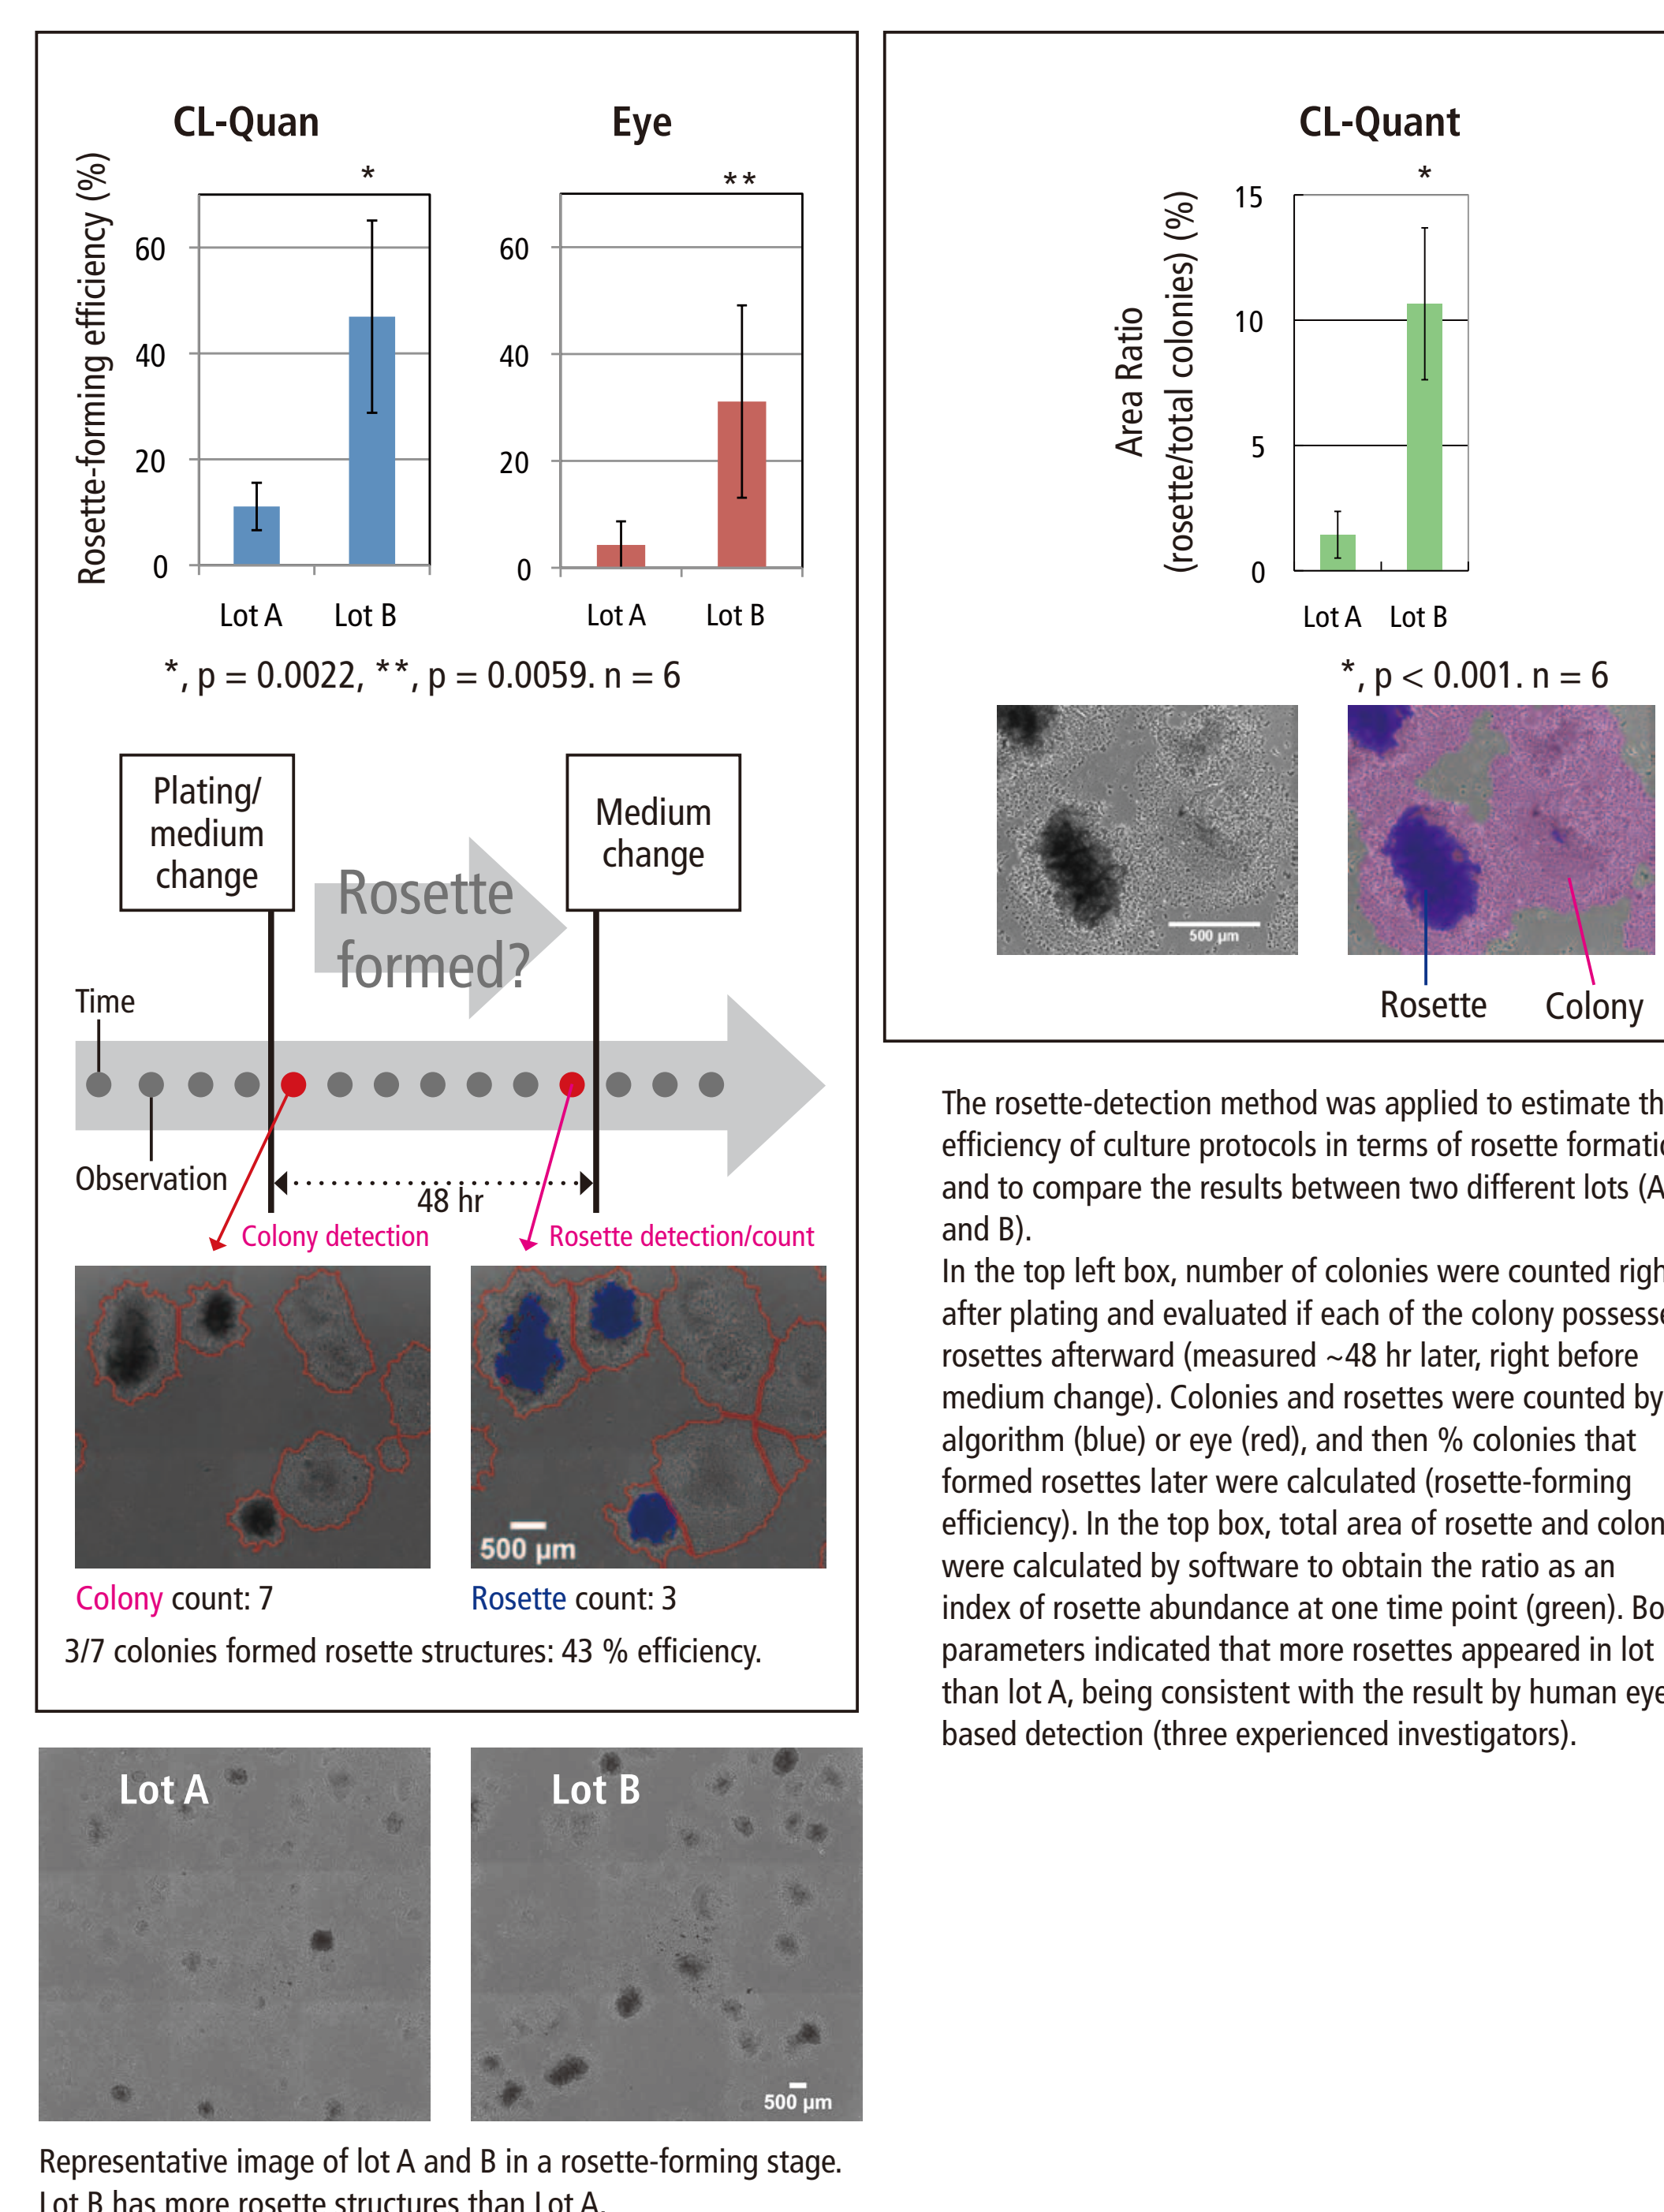 CL-Quan
Eye
Rosette-forming efficiency (%)
*
60
40
20
0
Lot A
Lot B
**
60
40
20
0
Lot A
Lot B
*, p = 0.0022, **, p = 0.0059. n = 6
Plating/
medium
change
Medium
change
Rosette
formed?
Time
Observation
48 hr
Colony detection
Rosette detection/count
500 µm
Colony count: 7
Rosette count: 3
3/7 colonies formed rosette structures: 43 % efficiency.
Lot A
Lot B
500 µm
Representative image of lot A and B in a rosette-forming stage.
Lot B has more rosette structures than Lot A.
CL-Quant
*
Area Ratio
(rosette/total colonies) (%)
15
10
5
0
Lot A
Lot B
*, p < 0.001. n = 6
500 µm
Rosette
Colony
The rosette-detection method was applied to estimate th
efficiency of culture protocols in terms of rosette formatio
and to compare the results between two different lots (A
and B).
In the top left box, number of colonies were counted righ
after plating and evaluated if each of the colony possesse
rosettes afterward (measured ~48 hr later, right before
medium change). Colonies and rosettes were counted by
algorithm (blue) or eye (red), and then % colonies that
formed rosettes later were calculated (rosette-forming
efficiency). In the top box, total area of rosette and colon
were calculated by software to obtain the ratio as an
index of rosette abundance at one time point (green). Bo
parameters indicated that more rosettes appeared in lot
than lot A, being consistent with the result by human eye
based detection (three experienced investigators).